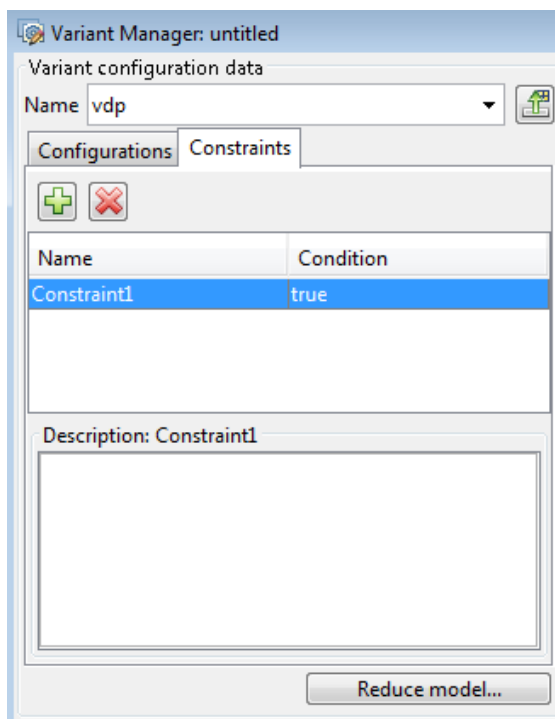 Variant Manager: untitled
Variant configuration data
Name vdp
Configurations Constraints
Name Condition
Constraint1 true
Description: Constraint1
Reduce model...